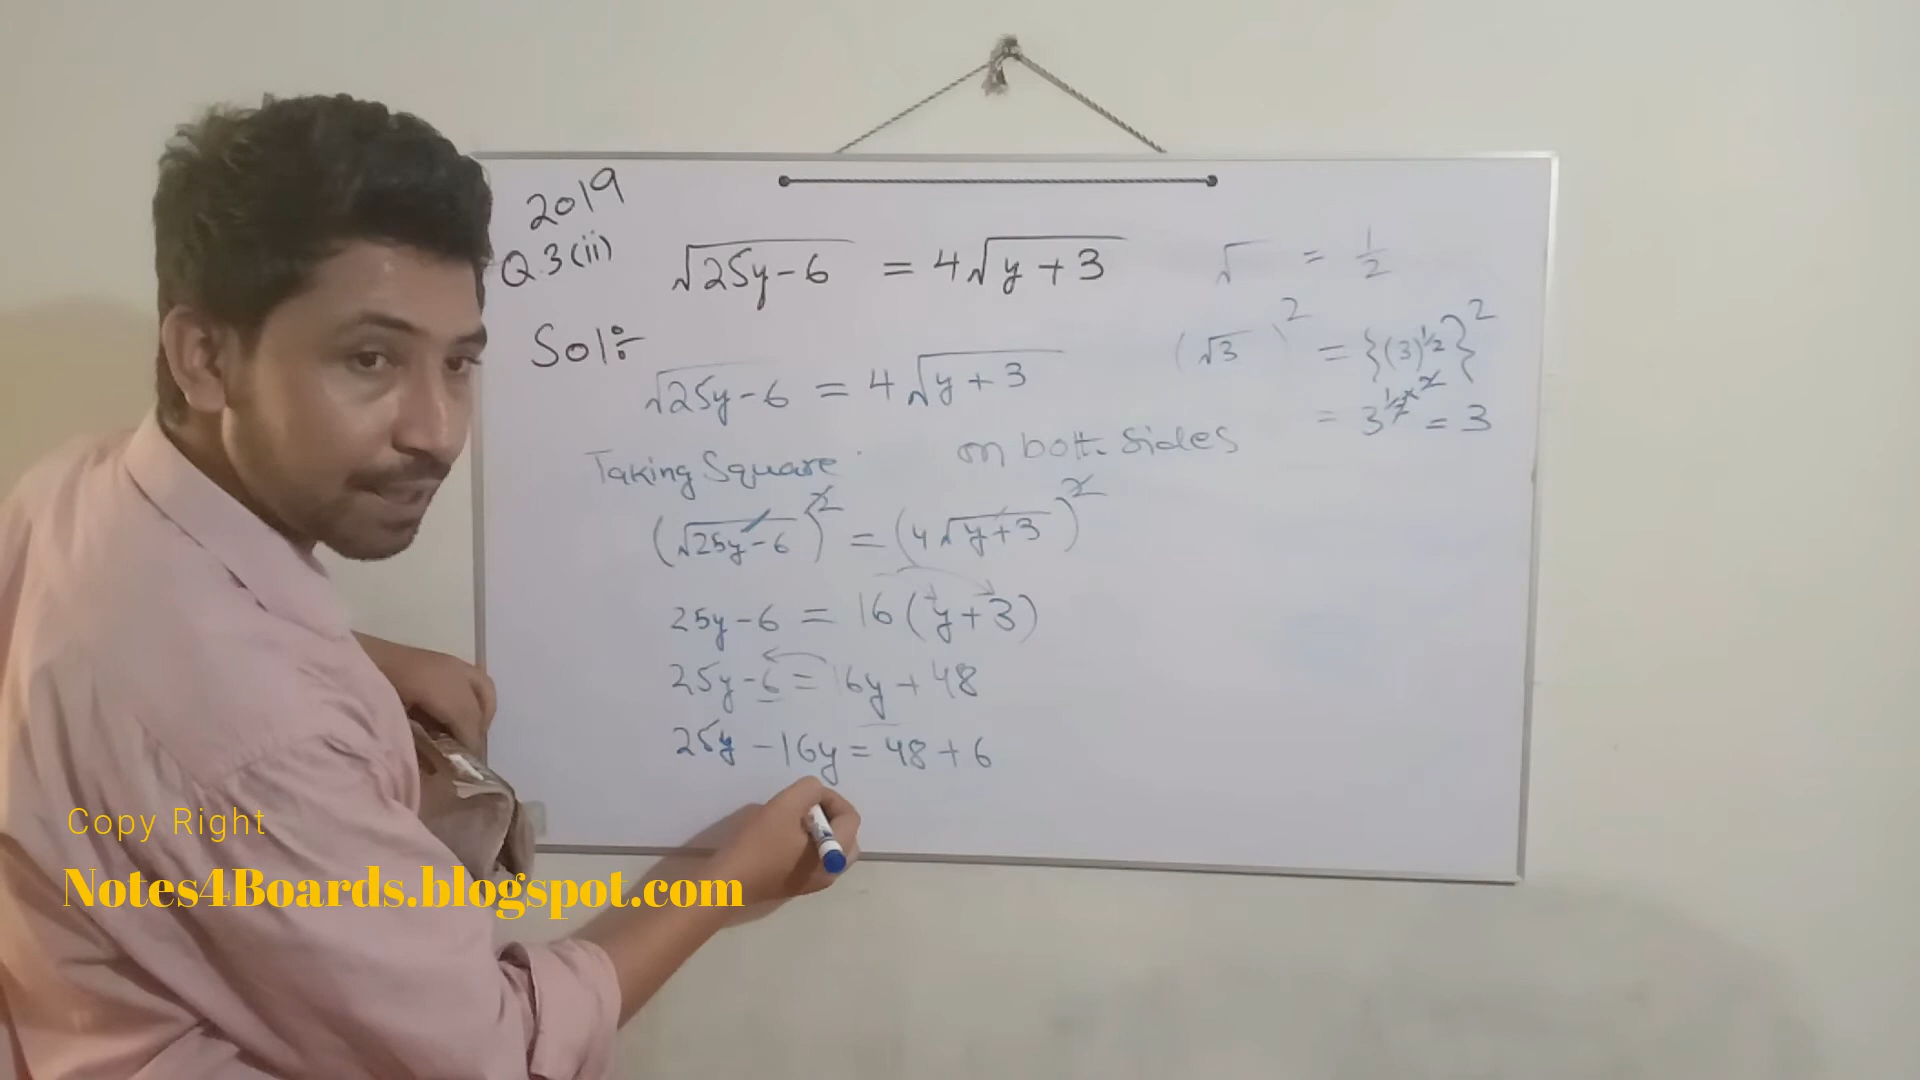 2019
Q.3(ii) √25y-6 = 4√y+3
Sol:
√25y-6 = 4√y+3
Taking Square on both sides
(√25y-6)² = (4√y+3)²
25y-6 = 16(y+3)
25y-6 = 16y+48
25y-16y = 48+6
√ = 1/2
(√3)² = {(3)^1/2}²
= 3^1/2×2 = 3
Copy Right
Notes4Boards.blogspot.com